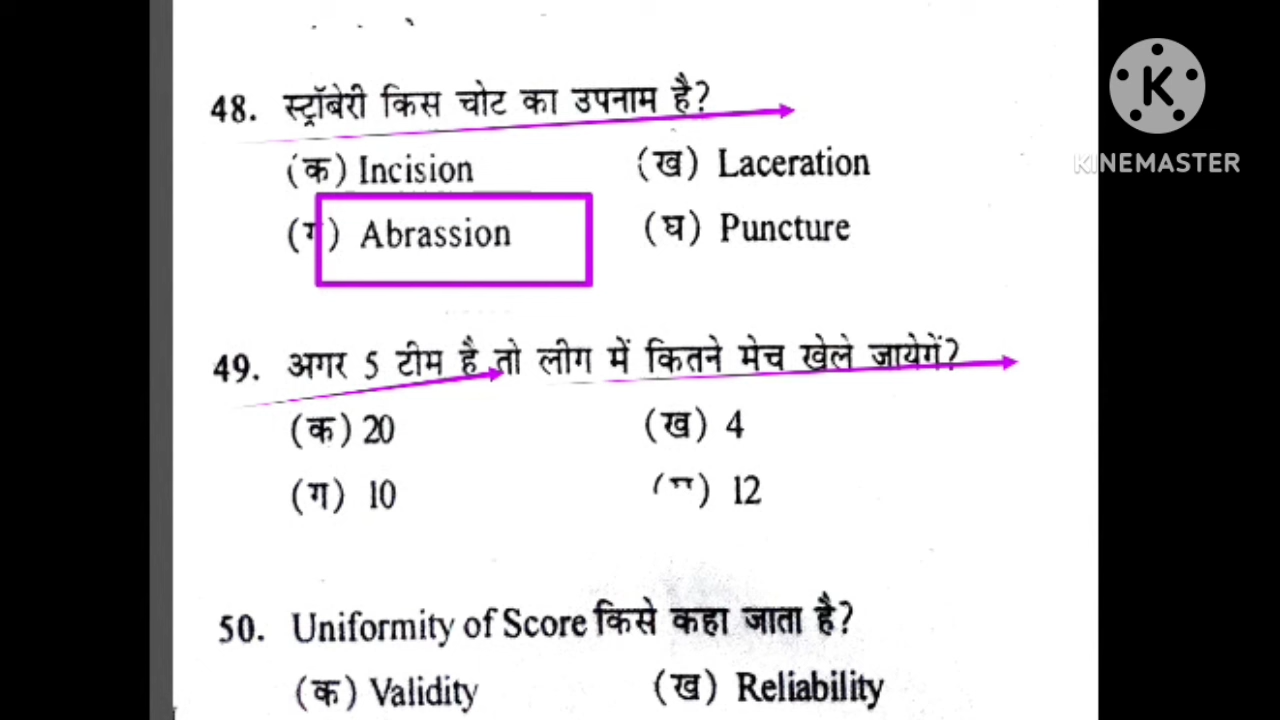 48. स्ट्रॉबेरी किस चोट का उपनाम है?
(क) Incision (ख) Laceration
(ग) Abrassion (घ) Puncture
49. अगर 5 टीम है तो लीग में कितने मेच खेले जायेगें?
(क) 20 (ख) 4
(ग) 10 12
50. Uniformity of Score किसे कहा जाता है?
(क) Validity (ख) Reliability
K
KINEMASTER